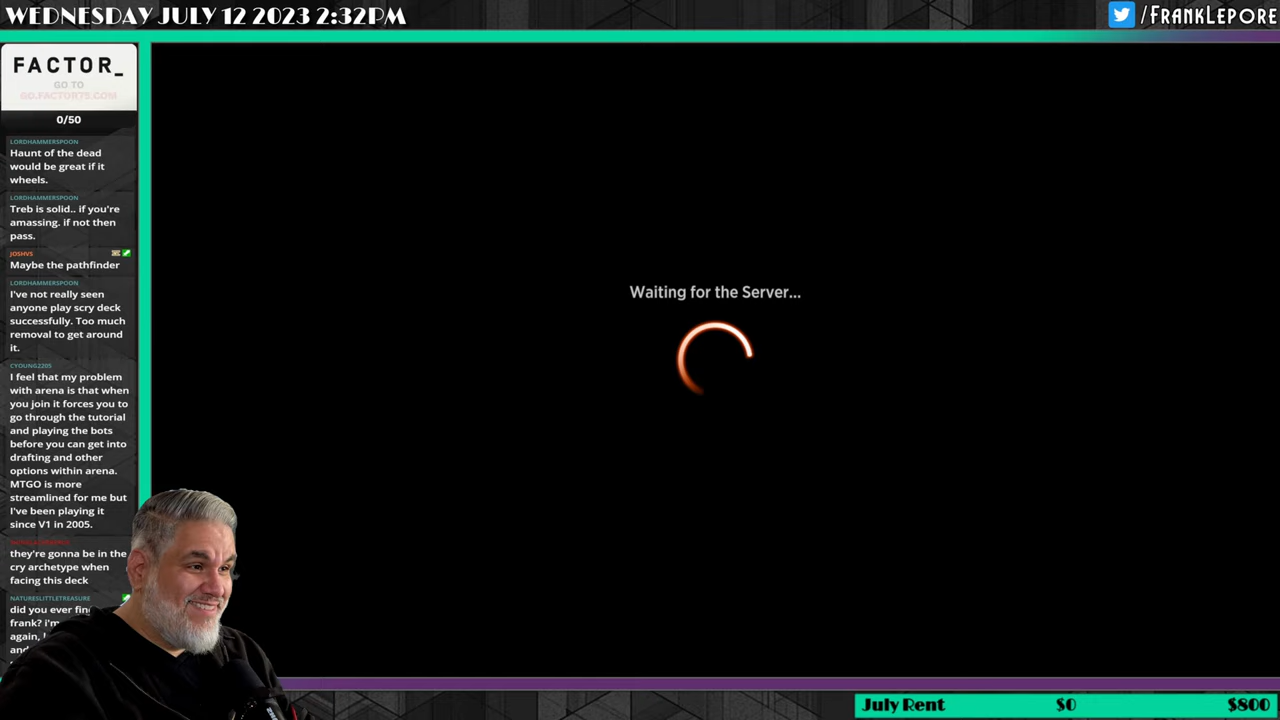 WEDNESDAY JULY 12 2023 2:32PM
/FRANKLEPORE
FACTOR_
GO TO
GO.FACTOR75.COM
0/50
LORDHAMMERSPOON
Haunt of the dead
would be great if it
wheels.
LORDHAMMERSPOON
Treb is solid.. if you're
amassing. if not then
pass.
JOSHVS
Maybe the pathfinder
LORDHAMMERSPOON
I've not really seen
anyone play scry deck
successfully. Too much
removal to get around
it.
CYOUNG2205
I feel that my problem
with arena is that when
you join it forces you to
go through the tutorial
and playing the bots
before you can get into
drafting and other
options within arena.
MTGO is more
streamlined for me but
I've been playing it
since V1 in 2005.
they're gonna be in the
cry archetype when
facing this deck
NATURESLITTLETREASURE
did you ever
frank?
again,
Waiting for the Server...
July Rent $0 $800